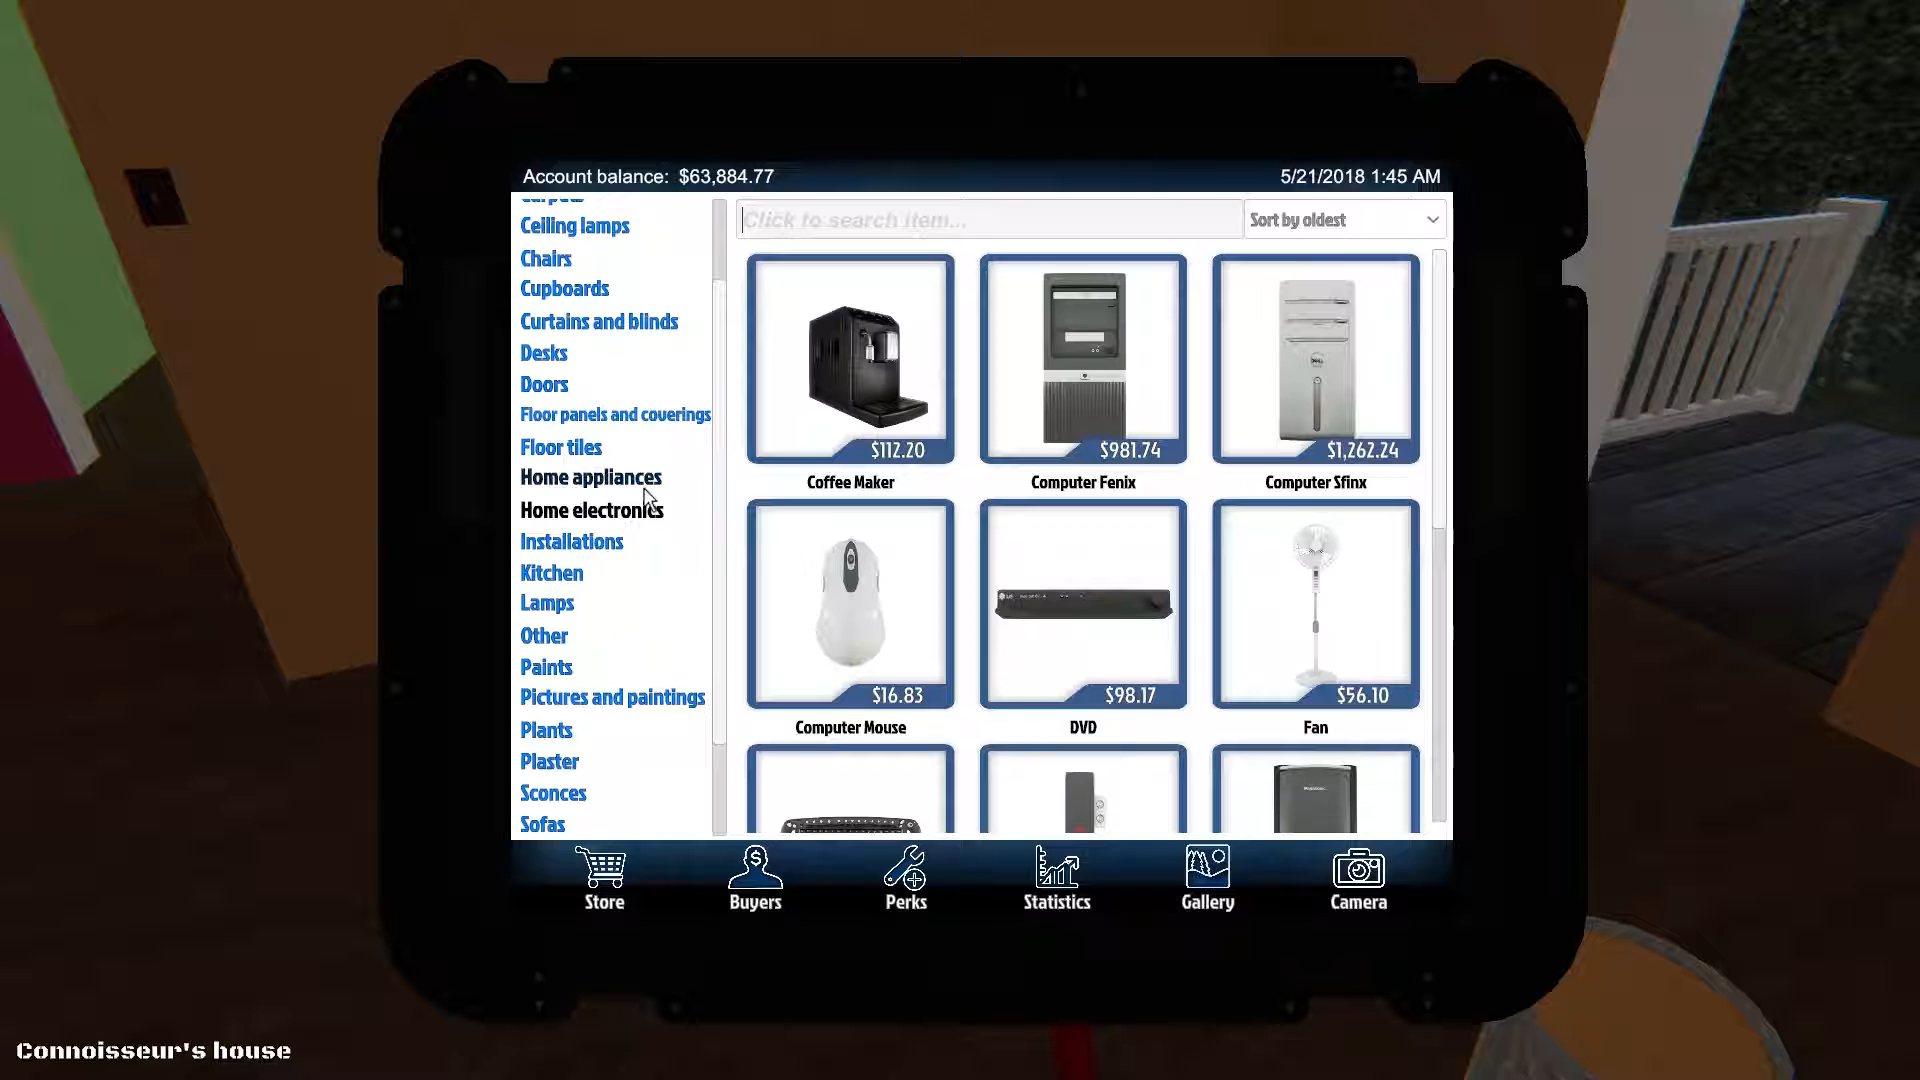 Account balance: $63,884.77
5/21/2018 1:45 AM
Carpets
Ceiling lamps
Chairs
Cupboards
Curtains and blinds
Desks
Doors
Floor panels and coverings
Floor tiles
Home appliances
Home electronics
Installations
Kitchen
Lamps
Other
Paints
Pictures and paintings
Plants
Plaster
Sconces
Sofas
Click to search item...
Sort by oldest
$112.20
$981.74
$1,262.24
Coffee Maker
Computer Fenix
Computer Sfinx
DELL
$16.83
$98.17
$56.10
Computer Mouse
DVD
Fan
Panasonic
Store
Buyers
Perks
Statistics
Gallery
Camera
Connoisseur's house